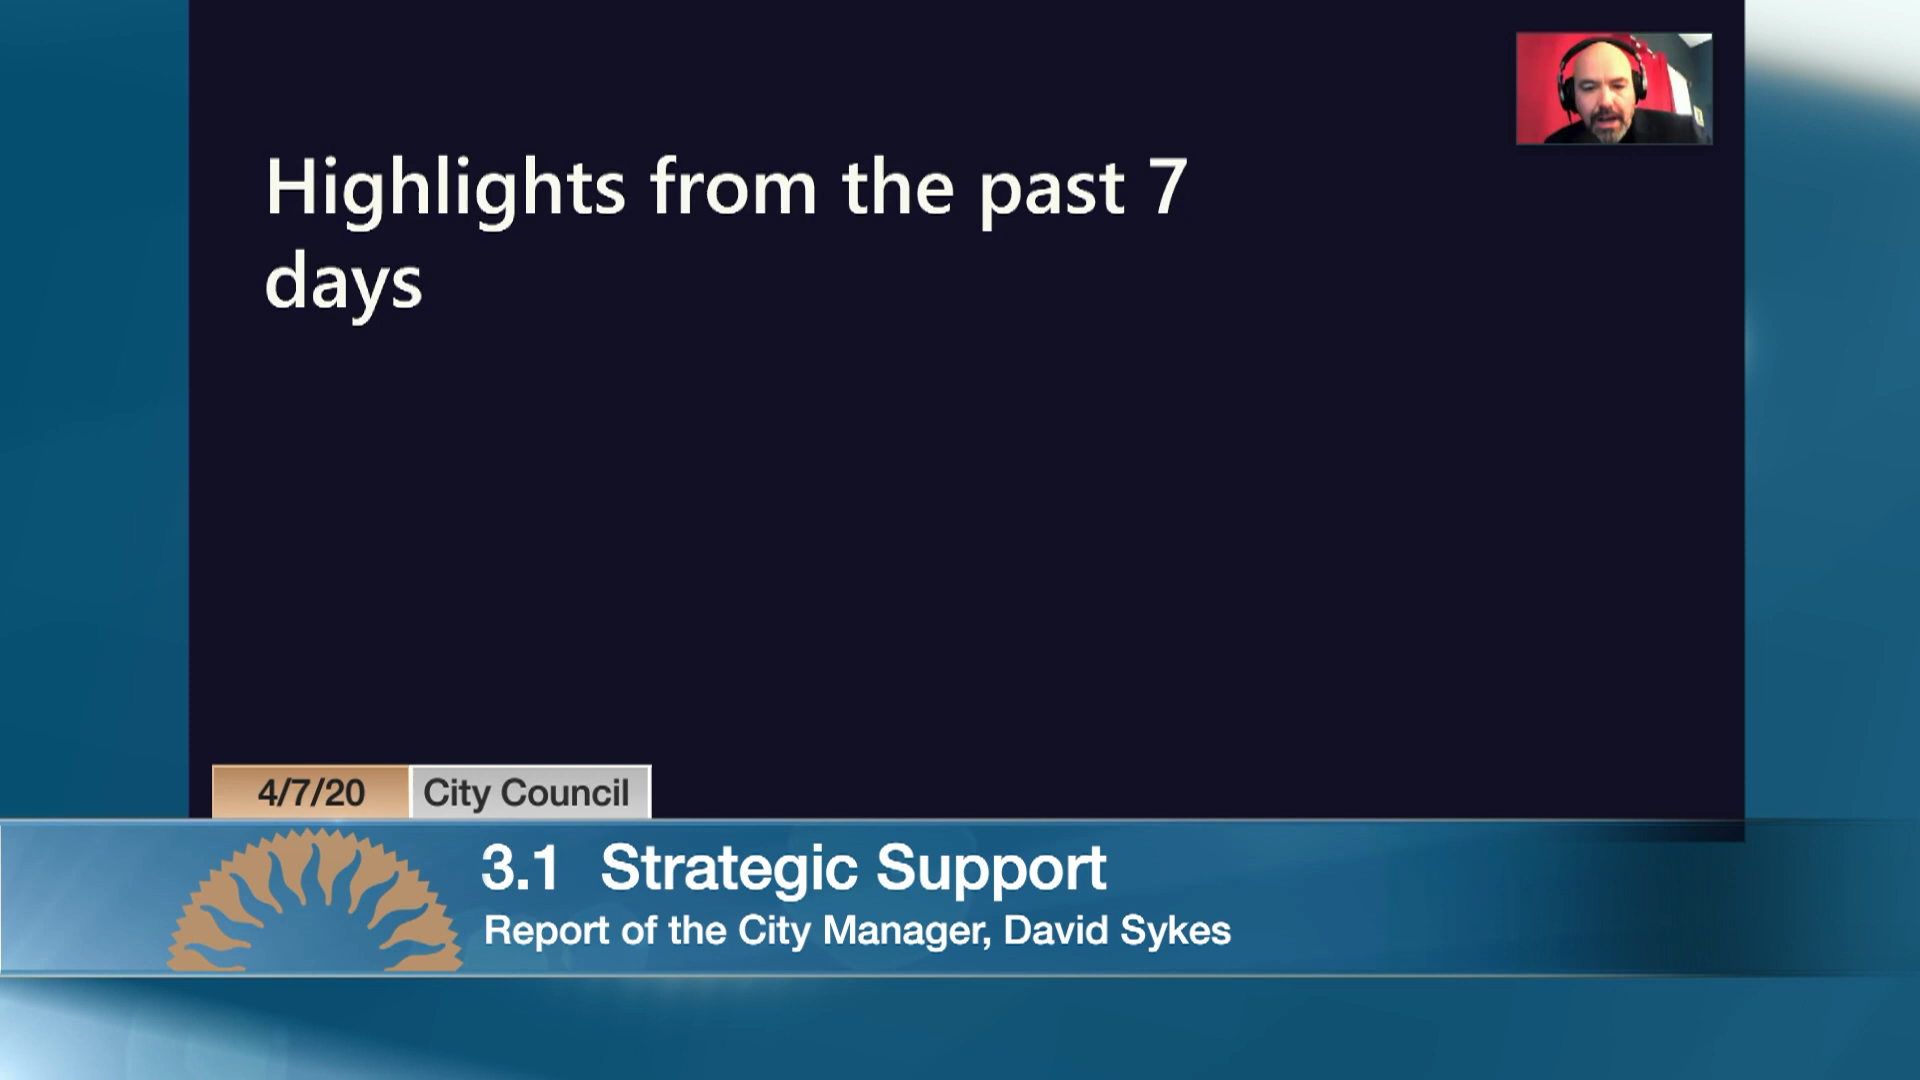 Highlights from the past 7
days
4/7/20 City Council
3.1 Strategic Support
Report of the City Manager, David Sykes